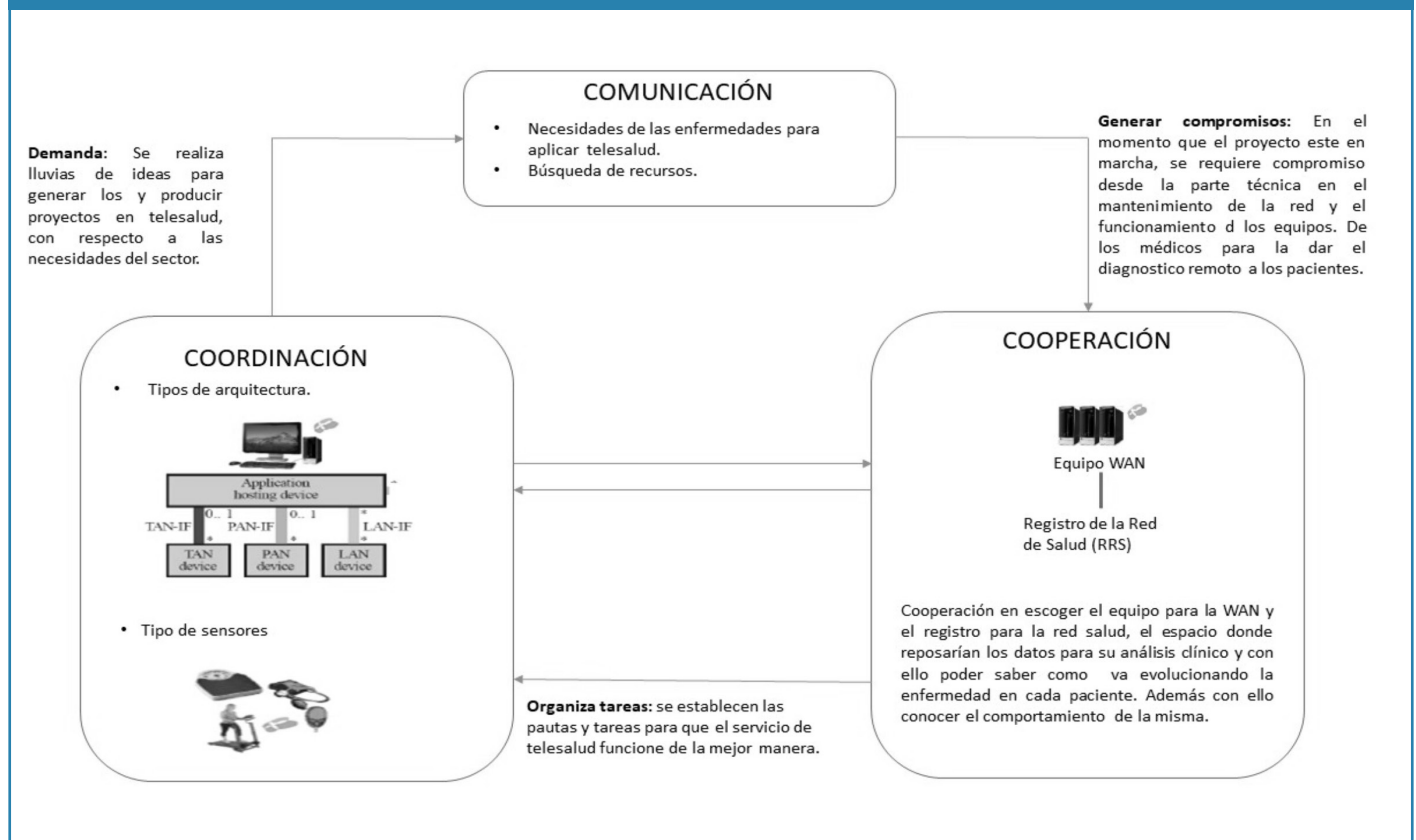 COMUNICACIÓN
• Necesidades de las enfermedades para
aplicar telesalud.
• Búsqueda de recursos.
Demanda: Se realiza
lluvias de ideas para
generar los y producir
proyectos en telesalud,
con respecto a las
necesidades del sector.
Generar compromisos: En el
momento que el proyecto este en
marcha, se requiere compromiso
desde la parte técnica en el
mantenimiento de la red y el
funcionamiento d los equipos. De
los médicos para la dar el
diagnostico remoto a los pacientes.
COORDINACIÓN
• Tipos de arquitectura.
Application
hosting device
0.. 1 0.. 1 *
TAN-IF PAN-IF LAN-IF
* * *
TAN
device
PAN
device
LAN
device
• Tipo de sensores
COOPERACIÓN
Equipo WAN
Registro de la Red
de Salud (RRS)
Cooperación en escoger el equipo para la WAN y
el registro para la red salud, el espacio donde
reposarían los datos para su análisis clínico y con
ello poder saber como va evolucionando la
enfermedad en cada paciente. Además con ello
conocer el comportamiento de la misma.
Organiza tareas: se establecen las
pautas y tareas para que el servicio de
telesalud funcione de la mejor manera.